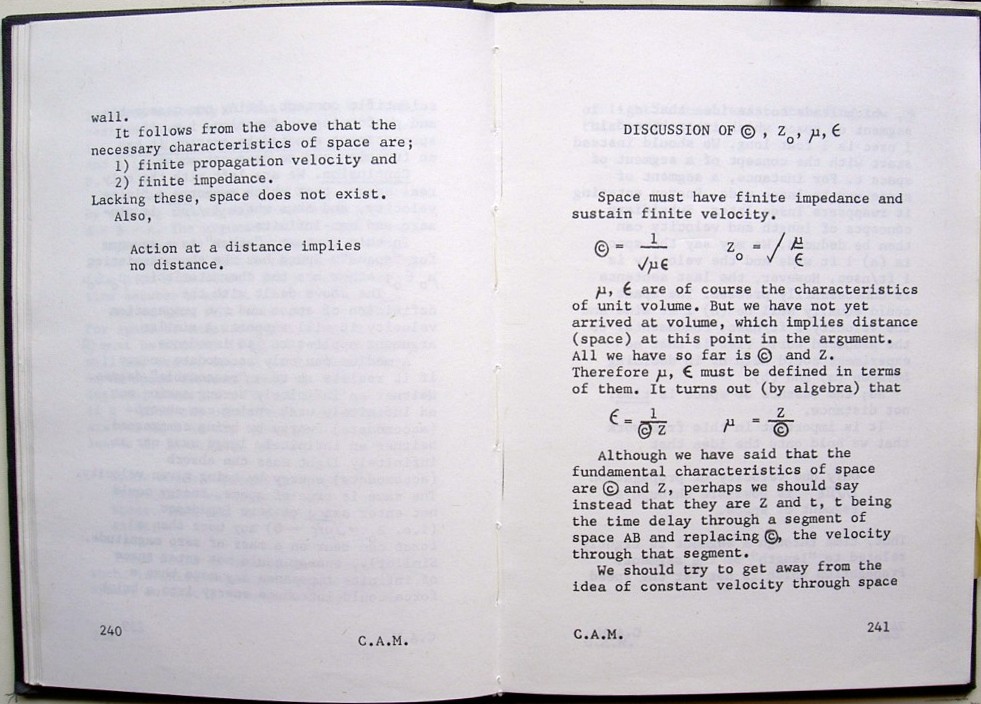 wall.
It follows from the above that the
necessary characteristics of space are;
1) finite propagation velocity and
2) finite impedance.
Lacking these, space does not exist.
Also,
Action at a distance implies
no distance.
240
C.A.M.
DISCUSSION OF ©, Z₀, μ, ϵ
Space must have finite impedance and
sustain finite velocity.
© = 1/√μϵ Z₀ = √μ/ϵ
μ, ϵ are of course the characteristics
of unit volume. But we have not yet
arrived at volume, which implies distance
(space) at this point in the argument.
All we have so far is © and Z.
Therefore μ, ϵ must be defined in terms
of them. It turns out (by algebra) that
ϵ = 1/©Z μ = Z/©
Although we have said that the
fundamental characteristics of space
are © and Z, perhaps we should say
instead that they are Z and t, t being
the time delay through a segment of
space AB and replacing ©, the velocity
through that segment.
We should try to get away from the
idea of constant velocity through space
C.A.M.
241